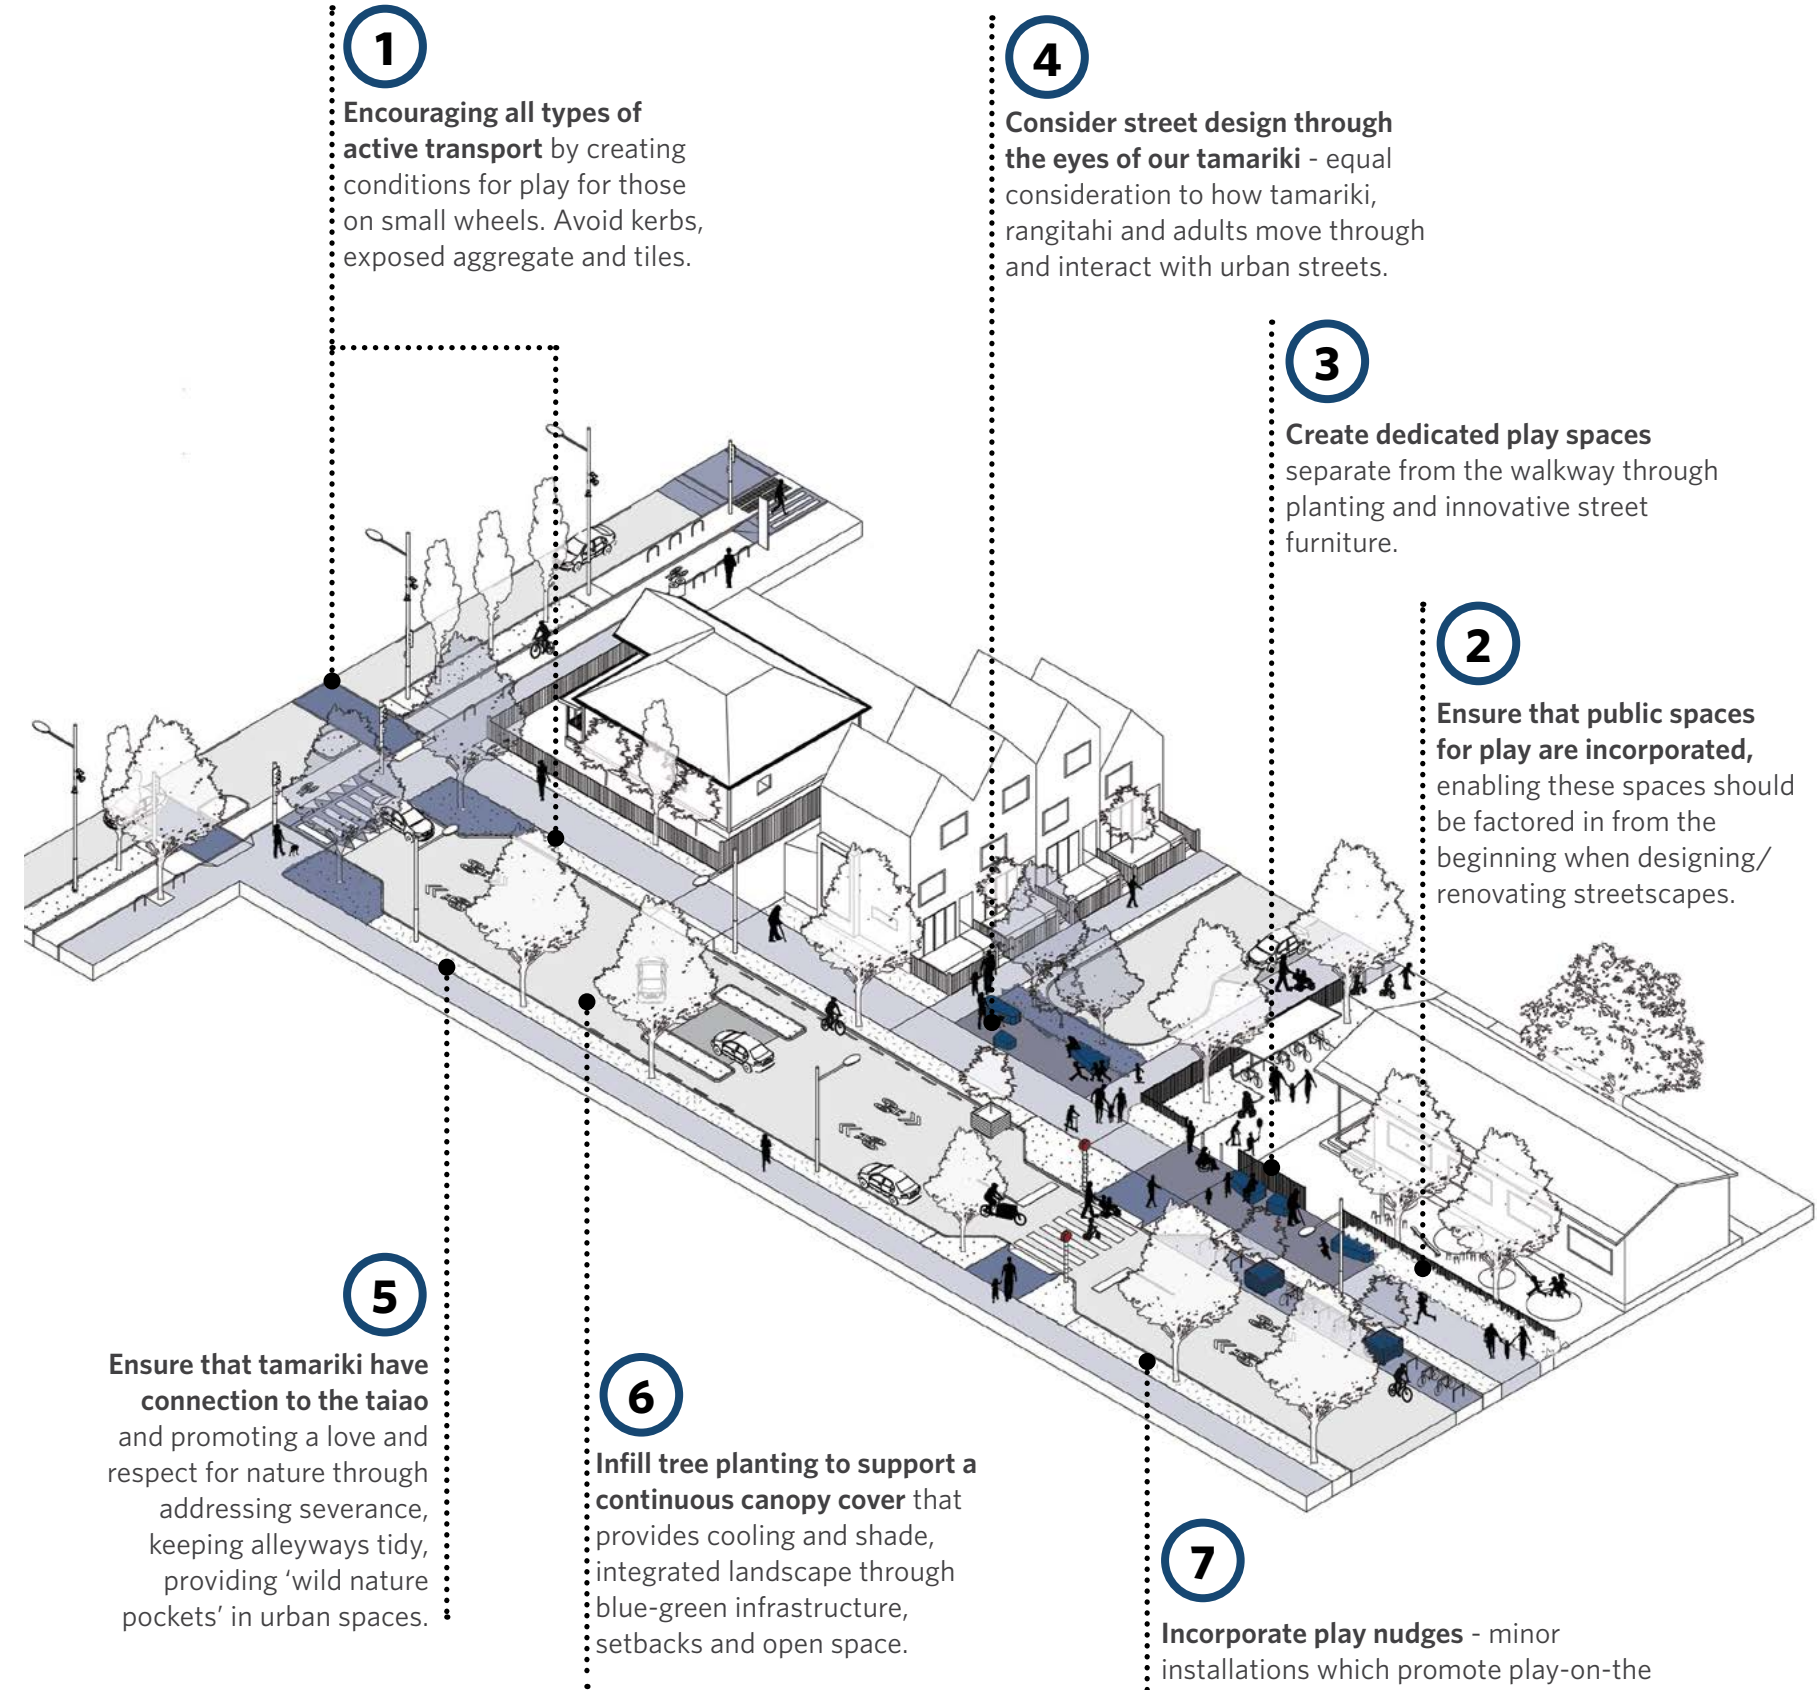 1
Encouraging all types of
active transport by creating
conditions for play for those
on small wheels. Avoid kerbs,
exposed aggregate and tiles.
4
Consider street design through
the eyes of our tamariki - equal
consideration to how tamariki,
rangitahi and adults move through
and interact with urban streets.
3
Create dedicated play spaces
separate from the walkway through
planting and innovative street
furniture.
2
Ensure that public spaces
for play are incorporated,
enabling these spaces should
be factored in from the
beginning when designing/
renovating streetscapes.
5
Ensure that tamariki have
connection to the taiao
and promoting a love and
respect for nature through
addressing severance,
keeping alleyways tidy,
providing ‘wild nature
pockets’ in urban spaces.
6
Infill tree planting to support a
continuous canopy cover that
provides cooling and shade,
integrated landscape through
blue-green infrastructure,
setbacks and open space.
7
Incorporate play nudges - minor
installations which promote play-on-the